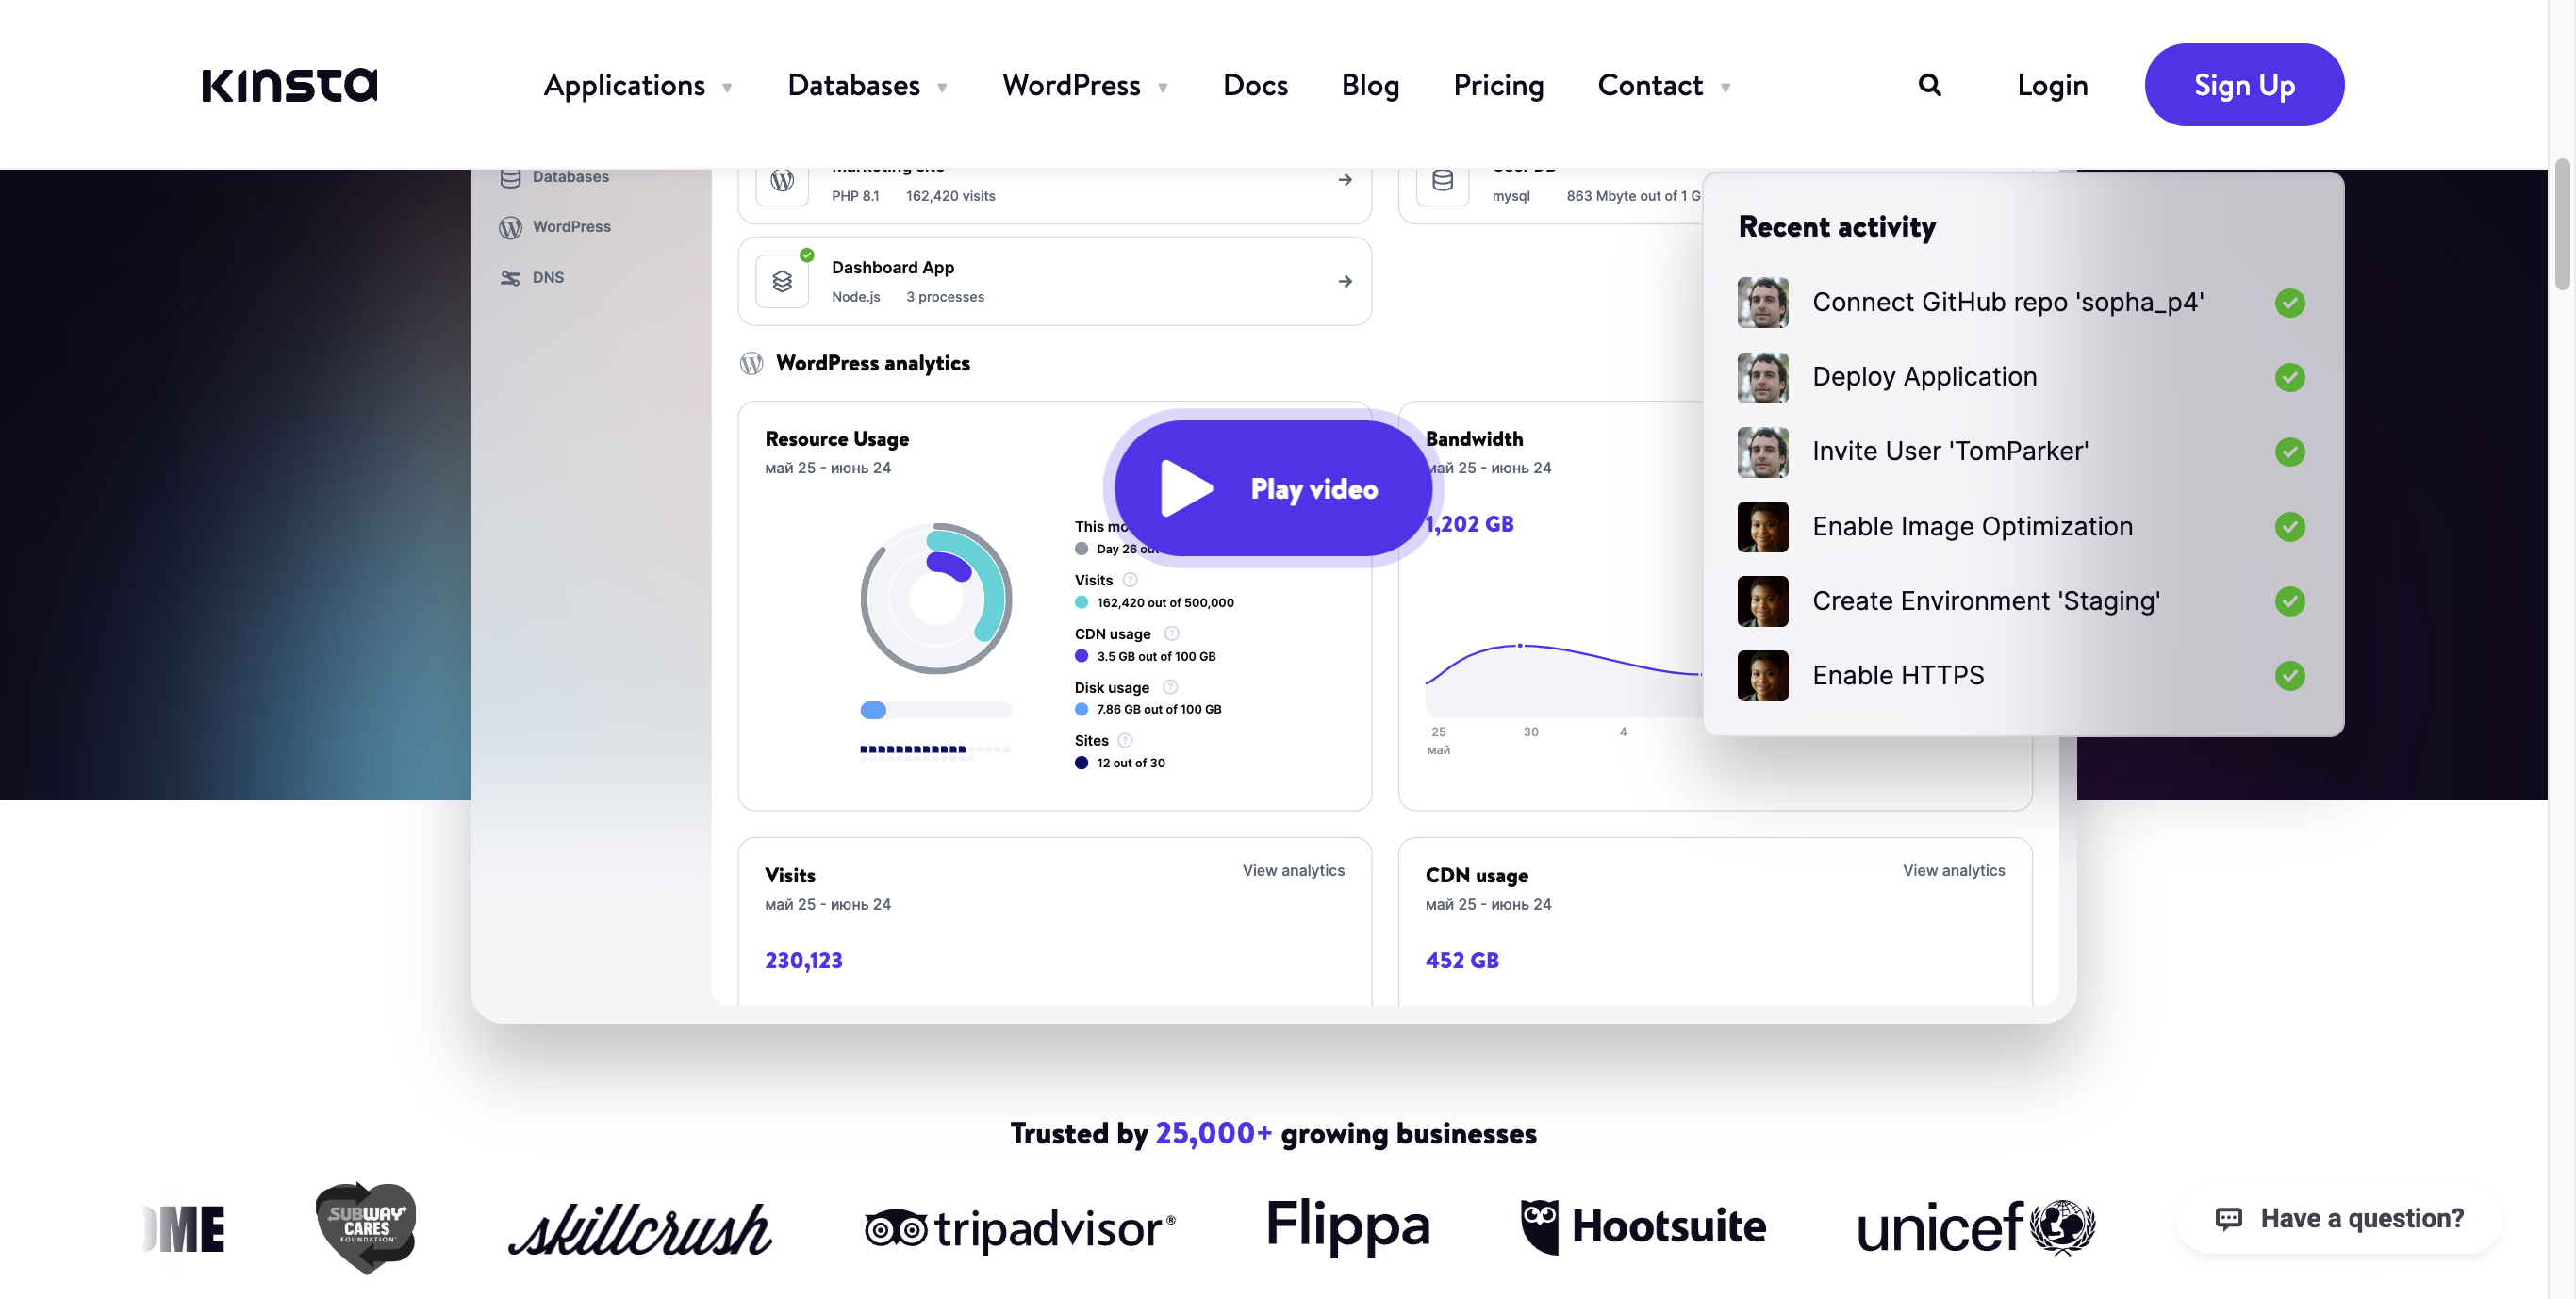 Kinsta
Applications
Databases
WordPress
Docs
Blog
Pricing
Contact
Login
Sign Up
Databases
WordPress
DNS
Marketing site
PHP 8.1 162,420 visits
User DB
mysql 863 Mbyte out of 1 G
Dashboard App
Node.js 3 processes
WordPress analytics
Resource Usage
май 25 - июнь 24
This mo
Day 26 out
Visits
162,420 out of 500,000
CDN usage
3.5 GB out of 100 GB
Disk usage
7.86 GB out of 100 GB
Sites
12 out of 30
Play video
Bandwidth
май 25 - июнь 24
1,202 GB
25 30 4
май
Recent activity
Connect GitHub repo 'sopha_p4'
Deploy Application
Invite User 'TomParker'
Enable Image Optimization
Create Environment 'Staging'
Enable HTTPS
Visits
View analytics
май 25 - июнь 24
230,123
CDN usage
View analytics
май 25 - июнь 24
452 GB
Trusted by 25,000+ growing businesses
OME
SUBWAY
CARES
FOUNDATION
skillcrush
tripadvisor®
Flippa
Hootsuite
unicef
Have a question?